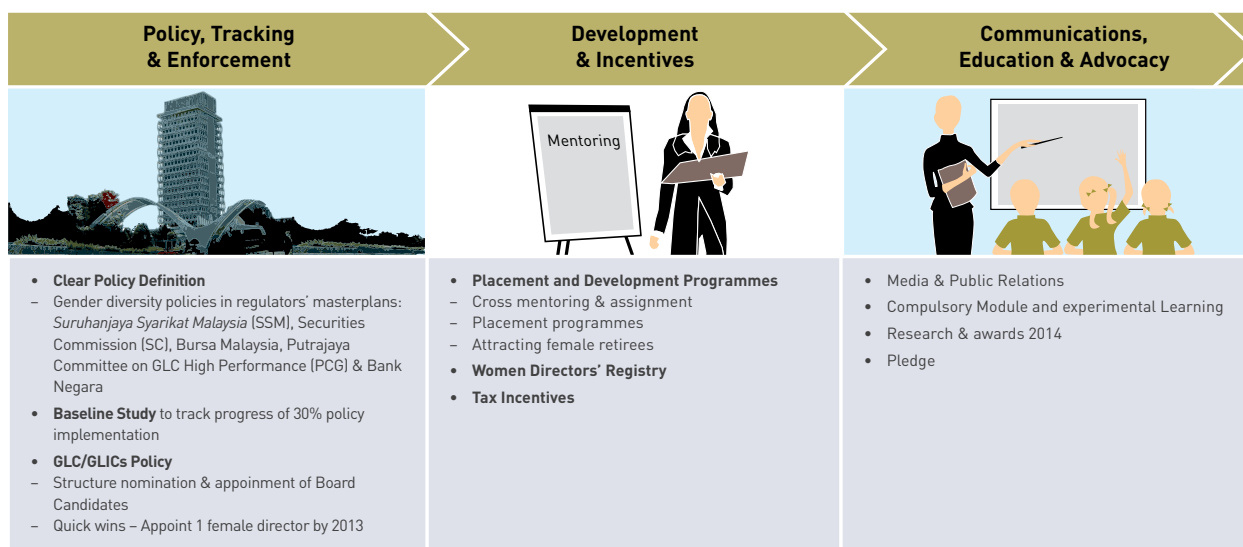 Policy, Tracking
& Enforcement
Development
& Incentives
Communications,
Education & Advocacy
Mentoring
• Clear Policy Definition
– Gender diversity policies in regulators’ masterplans:
Suruhanjaya Syarikat Malaysia (SSM), Securities
Commission (SC), Bursa Malaysia, Putrajaya
Committee on GLC High Performance (PCG) & Bank
Negara
• Baseline Study to track progress of 30% policy
implementation
• GLC/GLICs Policy
– Structure nomination & appoinment of Board
Candidates
– Quick wins – Appoint 1 female director by 2013
• Placement and Development Programmes
– Cross mentoring & assignment
– Placement programmes
– Attracting female retirees
• Women Directors’ Registry
• Tax Incentives
• Media & Public Relations
• Compulsory Module and experimental Learning
• Research & awards 2014
• Pledge